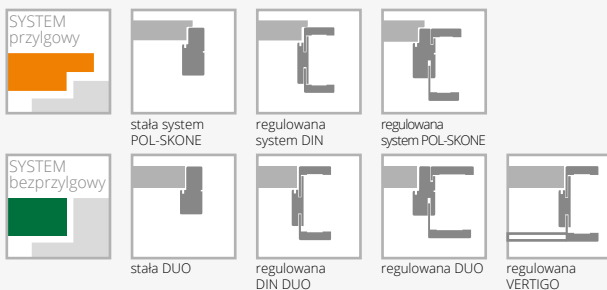 SYSTEM
przylgowy
stała system
POL-SKONE
regulowana
system DIN
regulowana
system POL-SKONE
SYSTEM
bezprzylgowy
stała DUO
regulowana
DIN DUO
regulowana DUO
regulowana
VERTIGO